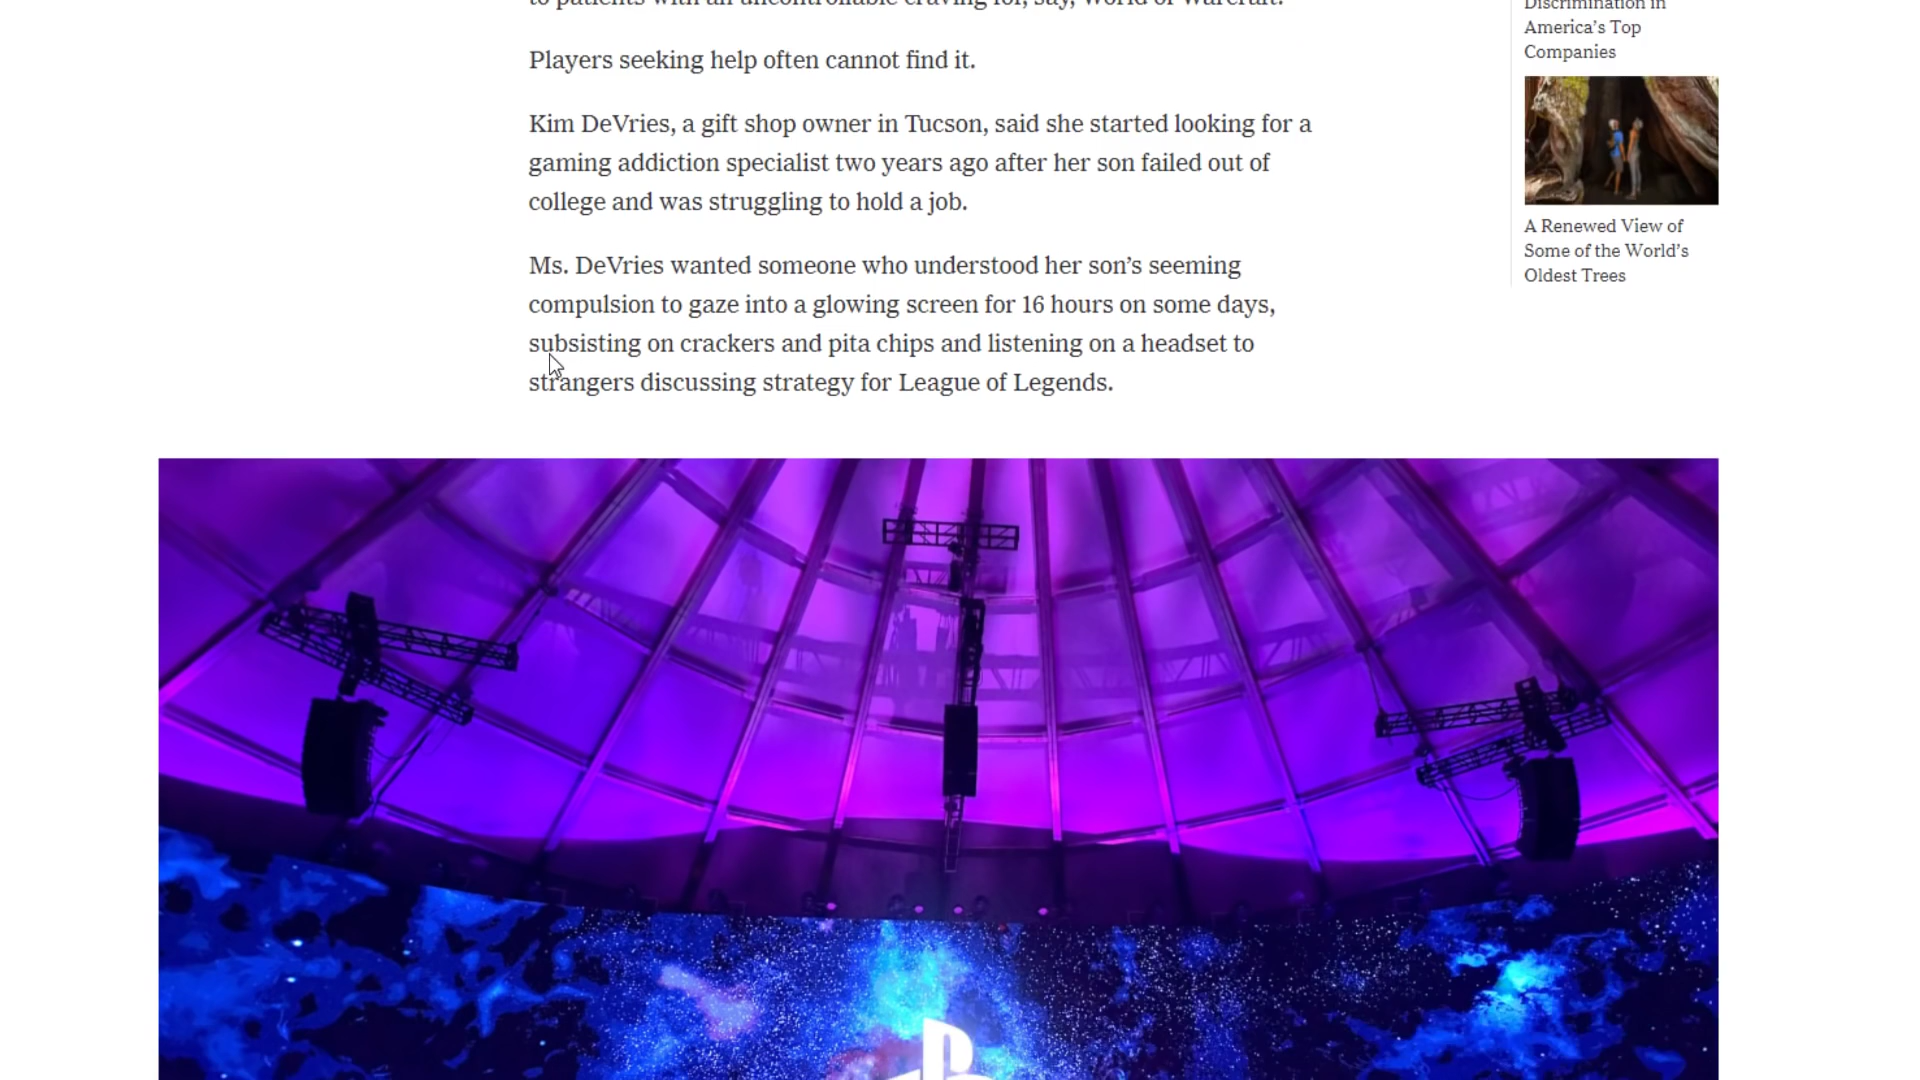 to patients with an uncontrollable craving for, say, World of Warcraft.
Players seeking help often cannot find it.
Kim DeVries, a gift shop owner in Tucson, said she started looking for a
gaming addiction specialist two years ago after her son failed out of
college and was struggling to hold a job.
Ms. DeVries wanted someone who understood her son’s seeming
compulsion to gaze into a glowing screen for 16 hours on some days,
subsisting on crackers and pita chips and listening on a headset to
strangers discussing strategy for League of Legends.
Discrimination in
America’s Top
Companies
A Renewed View of
Some of the World’s
Oldest Trees